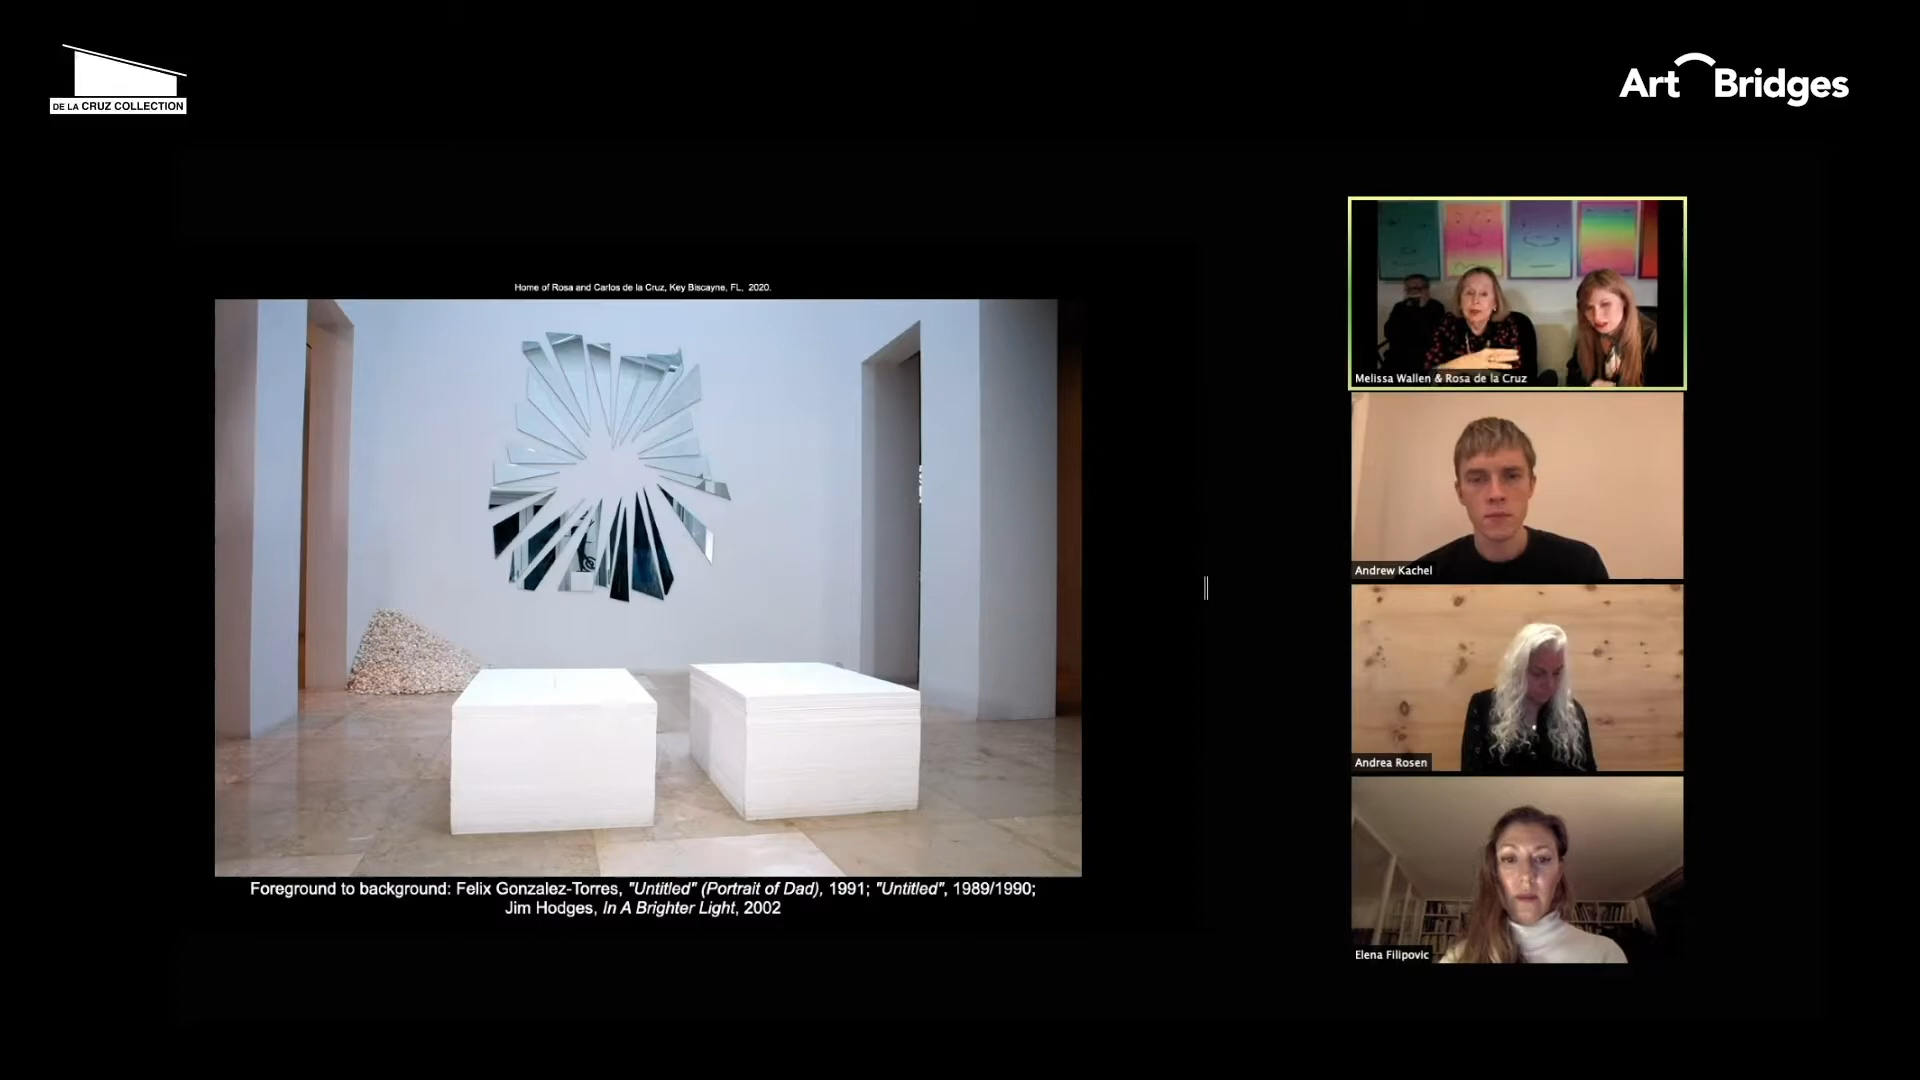 DE LA CRUZ COLLECTION
Art Bridges
Home of Rosa and Carlos de la Cruz, Key Biscayne, FL, 2020.
Foreground to background: Felix Gonzalez-Torres, "Untitled" (Portrait of Dad), 1991; "Untitled", 1989/1990;
Jim Hodges, In A Brighter Light, 2002
Melissa Wallen & Rosa de la Cruz
Andrew Kachel
Andrea Rosen
Elena Filipovic